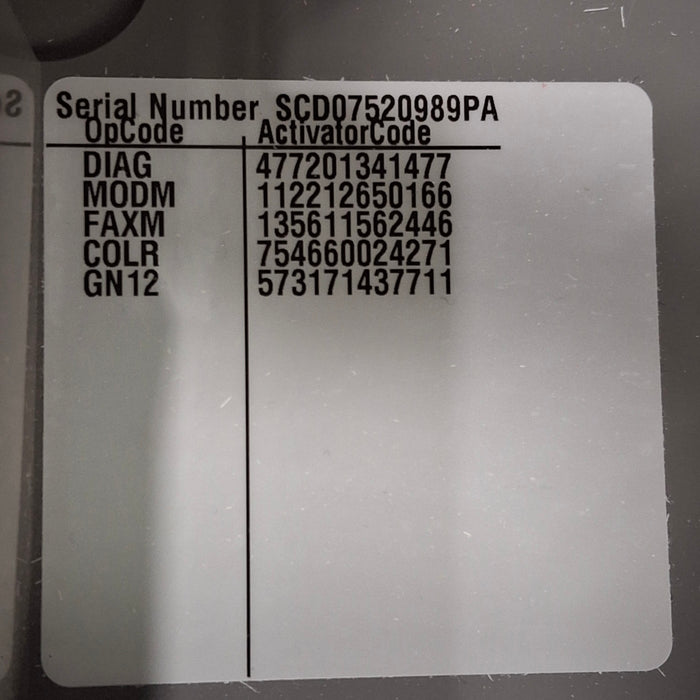 Serial Number SCD07520989PA
OpCode ActivatorCode
DIAG 477201341477
MODM 112212650166
FAXM 135611562446
COLR 754660024271
GN12 573171437711